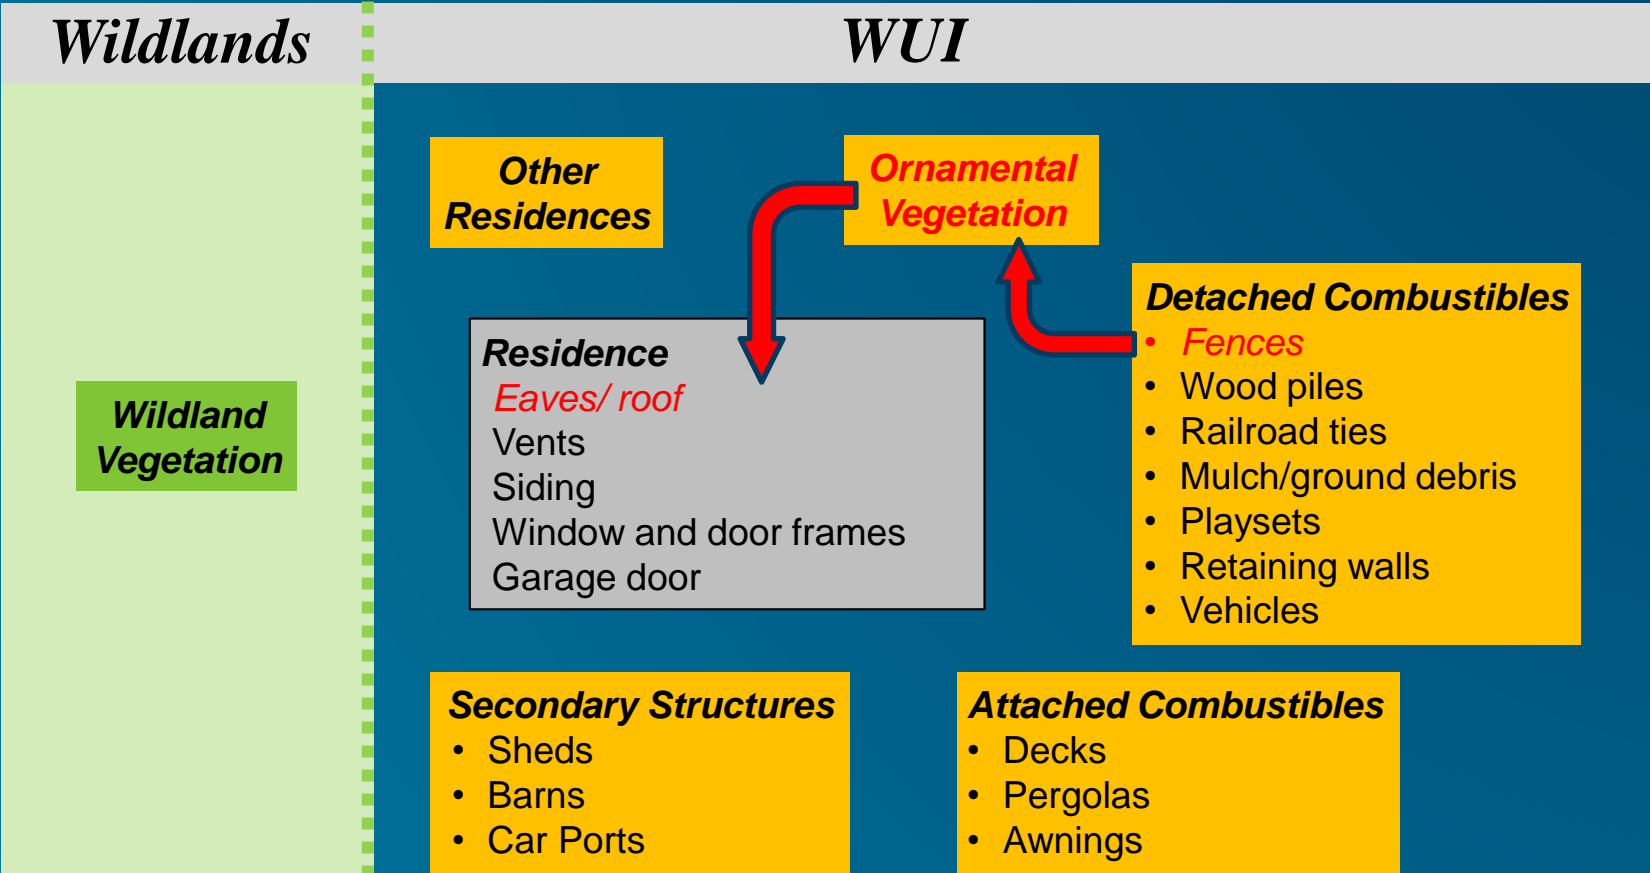 Wildlands
WUI
Other
Residences
Ornamental
Vegetation
Detached Combustibles
• Fences
• Wood piles
• Railroad ties
• Mulch/ground debris
• Playsets
• Retaining walls
• Vehicles
Residence
Eaves/ roof
Vents
Siding
Window and door frames
Garage door
Wildland
Vegetation
Secondary Structures
• Sheds
• Barns
• Car Ports
Attached Combustibles
• Decks
• Pergolas
• Awnings